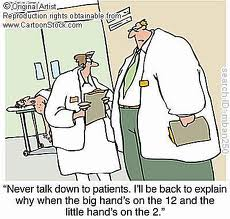 © Original Artist
Reproduction rights obtainable from
www.CartoonStock.com
search ID: mban250
"Never talk down to patients. I'll be back to explain
why when the big hand's on the 12 and the
little hand's on the 2."